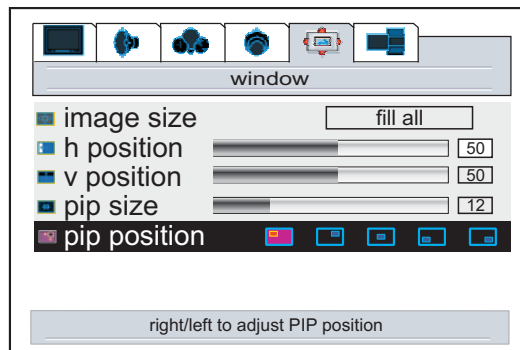 window
image size fill all
h position 50
v position 50
pip size 12
pip position
right/left to adjust PIP position